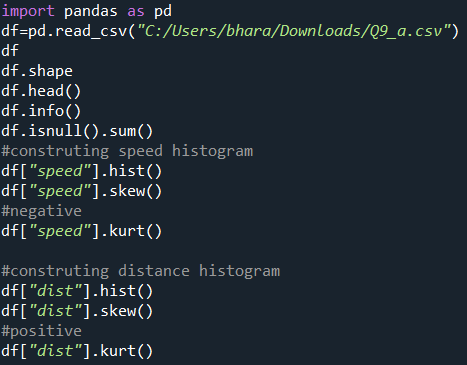 import pandas as pd
df=pd.read_csv("C:/Users/bhara/Downloads/Q9_a.csv")
df
df.shape
df.head()
df.info()
df.isnull().sum()
#construting speed histogram
df["speed"].hist()
df["speed"].skew()
#negative
df["speed"].kurt()

#construting distance histogram
df["dist"].hist()
df["dist"].skew()
#positive
df["dist"].kurt()